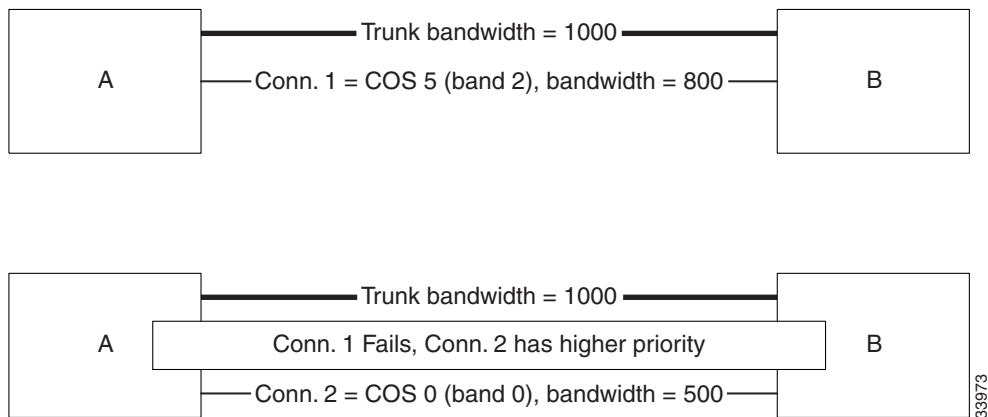 Trunk bandwidth = 1000
A
Conn. 1 = COS 5 (band 2), bandwidth = 800
B
Trunk bandwidth = 1000
A
Conn. 1 Fails, Conn. 2 has higher priority
B
Conn. 2 = COS 0 (band 0), bandwidth = 500
33973